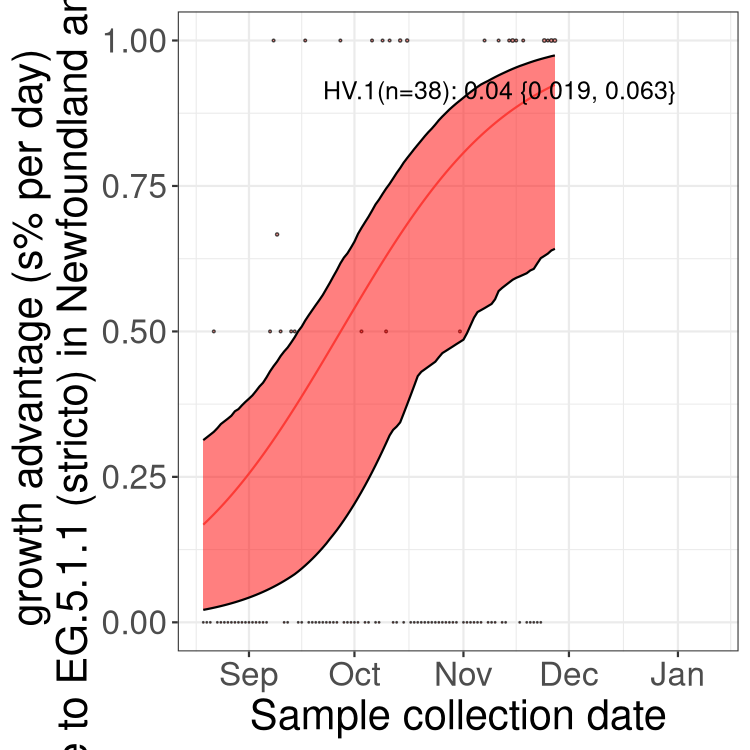 growth advantage (s% per day)
to EG.5.1.1 (stricto) in Newfoundland
1.00
0.75
0.50
0.25
0.00
HV.1(n=38): 0.04 {0.019, 0.063}
Sep Oct Nov Dec Jan
Sample collection date